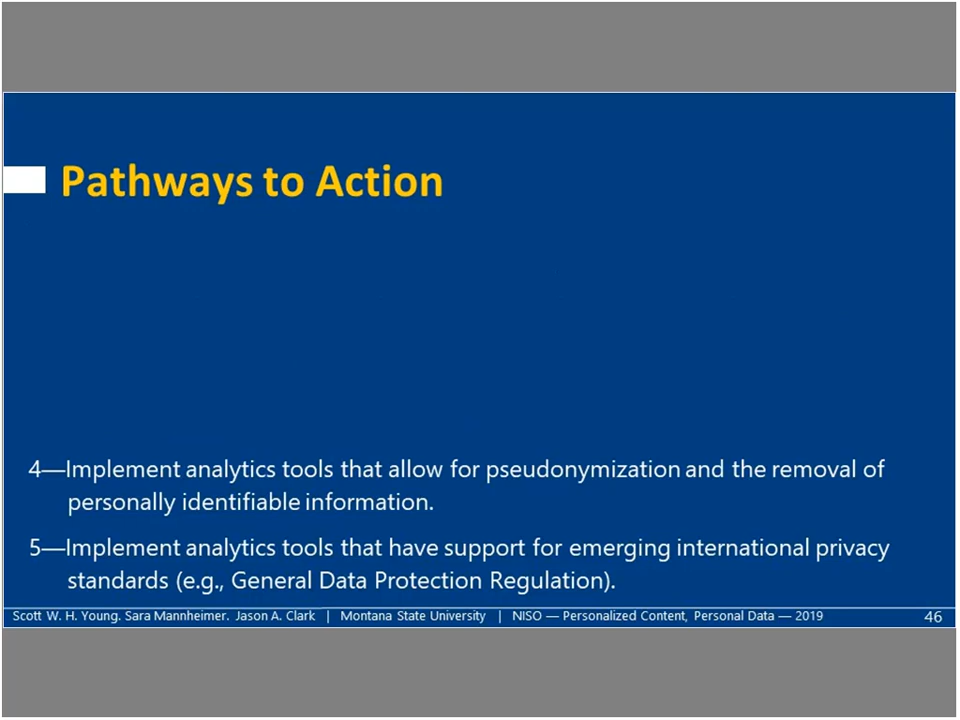 Pathways to Action
4—Implement analytics tools that allow for pseudonymization and the removal of
personally identifiable information.
5—Implement analytics tools that have support for emerging international privacy
standards (e.g., General Data Protection Regulation).
Scott W. H. Young. Sara Mannheimer. Jason A. Clark | Montana State University | NISO — Personalized Content, Personal Data — 2019 46